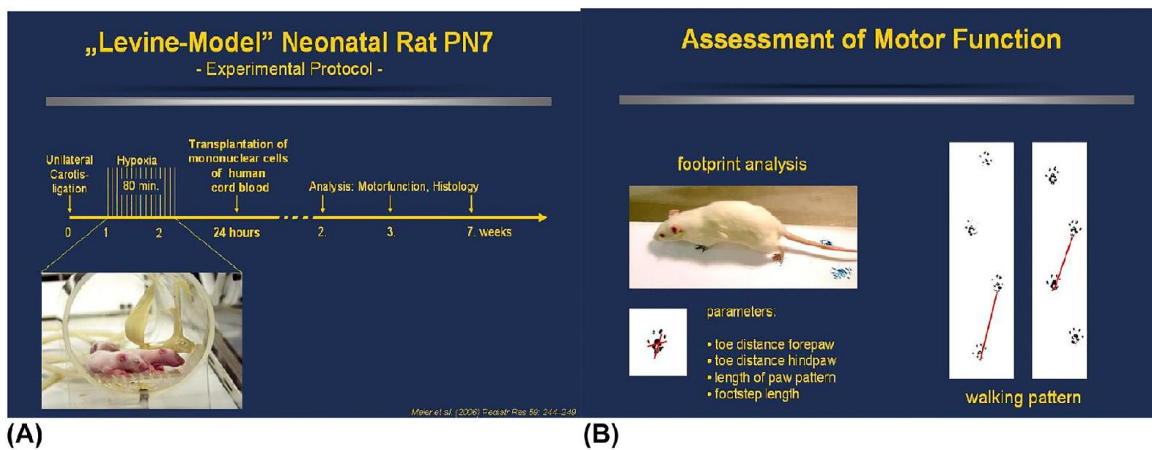 „Levine-Model” Neonatal Rat PN7
- Experimental Protocol -
Unilateral
Carotis-
ligation
Hypoxia
80 min.
Transplantation of
mononuclear cells
of human
cord blood
Analysis: Motorfunction, Histology
0 1 2 24 hours 2. 3. 7. weeks
Meier et al. (2006) Pediatr Res 59: 244–249
(A)
Assessment of Motor Function
footprint analysis
parameters:
• toe distance forepaw
• toe distance hindpaw
• length of paw pattern
• footstep length
walking pattern
(B)